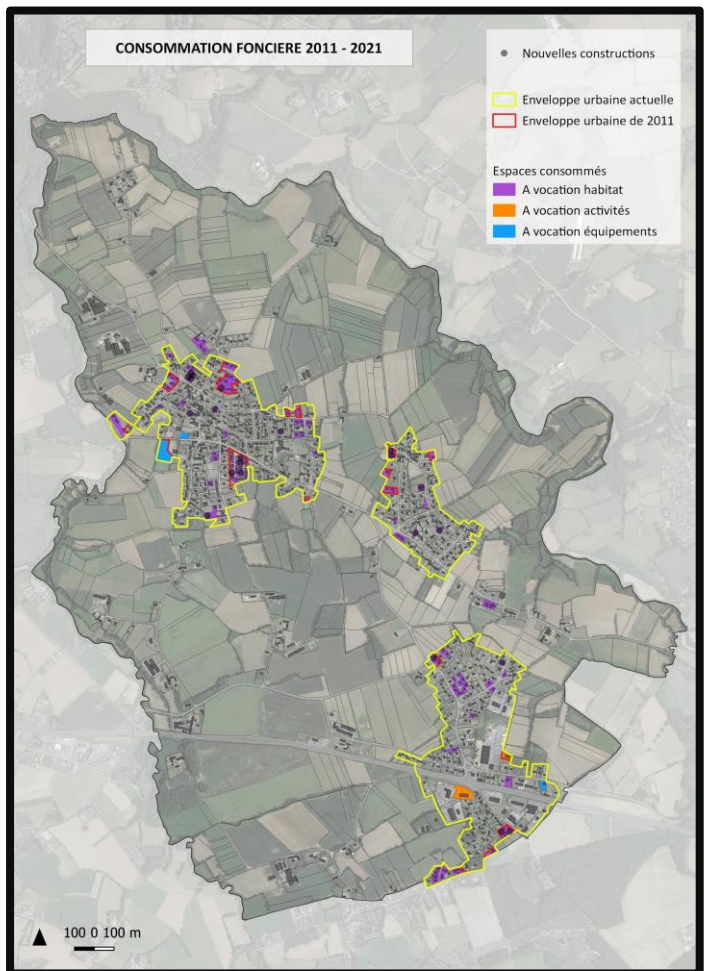 CONSOMMATION FONCIERE 2011 - 2021
Nouvelles constructions
Enveloppe urbaine actuelle
Enveloppe urbaine de 2011
Espaces consommés
A vocation habitat
A vocation activités
A vocation équipements
100 0 100 m